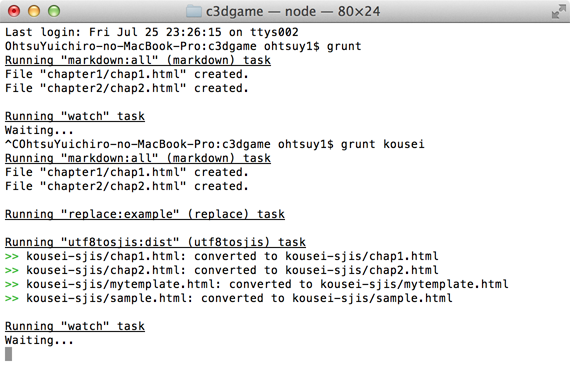 c3dgame — node — 80×24
Last login: Fri Jul 25 23:26:15 on ttys002
OhtsuYuichiro-no-MacBook-Pro:c3dgame ohtsuy1$ grunt
Running "markdown:all" (markdown) task
File "chapter1/chap1.html" created.
File "chapter2/chap2.html" created.
Running "watch" task
Waiting...
^COhtsuYuichiro-no-MacBook-Pro:c3dgame ohtsuy1$ grunt kousei
Running "markdown:all" (markdown) task
File "chapter1/chap1.html" created.
File "chapter2/chap2.html" created.
Running "replace:example" (replace) task
Running "utf8tosjis:dist" (utf8tosjis) task
>> kousei-sjis/chap1.html: converted to kousei-sjis/chap1.html
>> kousei-sjis/chap2.html: converted to kousei-sjis/chap2.html
>> kousei-sjis/mytemplate.html: converted to kousei-sjis/mytemplate.html
>> kousei-sjis/sample.html: converted to kousei-sjis/sample.html
Running "watch" task
Waiting...